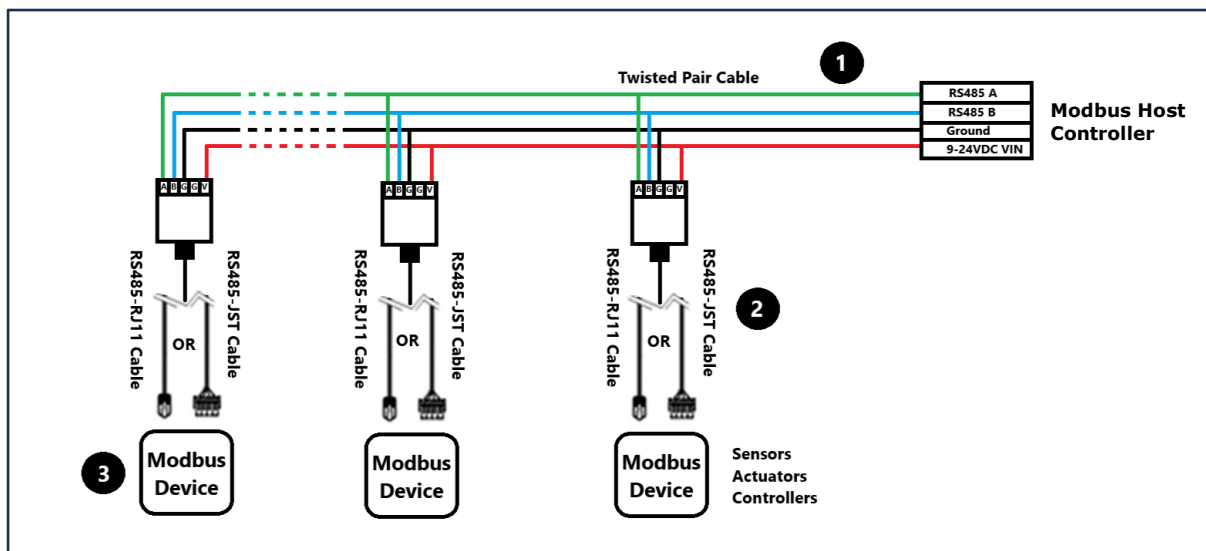 Twisted Pair Cable
1
RS485 A
RS485 B
Ground
9-24VDC VIN
Modbus Host
Controller
A B G G V
A B G G V
A B G G V
RS485-RJ11 Cable
OR
RS485-JST Cable
RS485-RJ11 Cable
OR
RS485-JST Cable
RS485-RJ11 Cable
OR
RS485-JST Cable
2
3
Modbus
Device
Modbus
Device
Modbus
Device
Sensors
Actuators
Controllers